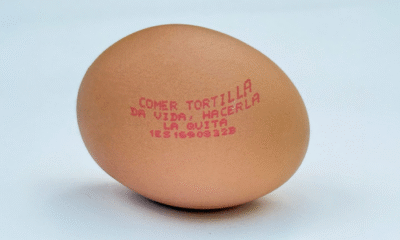 COMER TORTILLA
DA VIDA, HACERLA
LA QUITA
1ES16908328